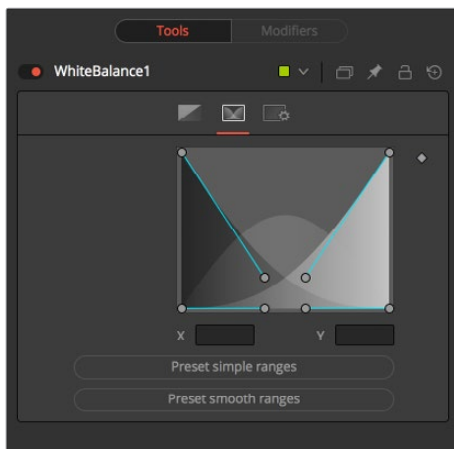 Tools Modifiers
WhiteBalance1
X Y
Preset simple ranges
Preset smooth ranges